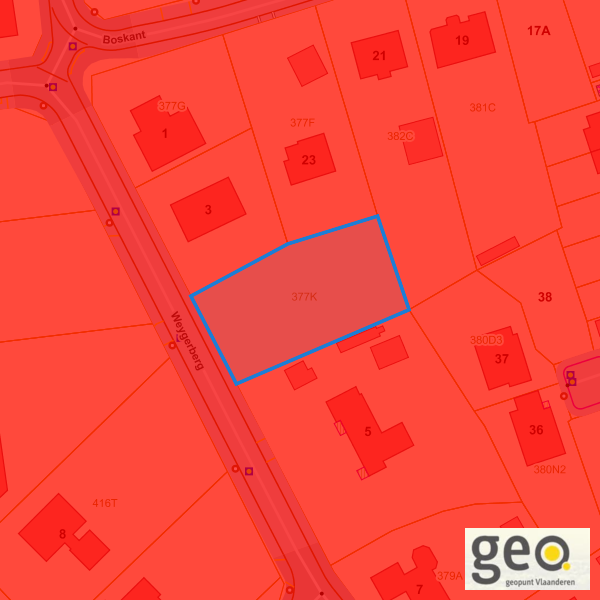 Boskant
17A
19
21
377G
381C
377F
1
382C
23
3
377K
38
Weygerberg
380D3
37
5
36
380N2
416T
8
379A
7
geo
geopunt Vlaanderen